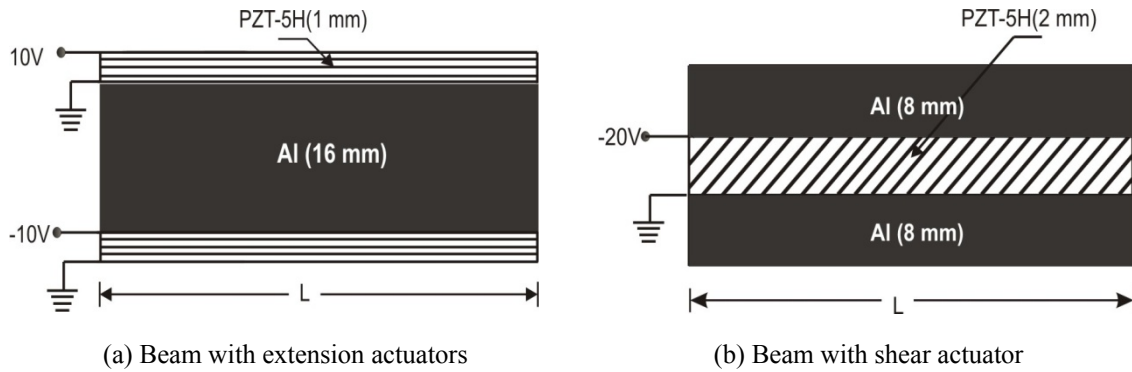 PZT-5H(1 mm)
10V
Al (16 mm)
-10V
L
(a) Beam with extension actuators
PZT-5H(2 mm)
Al (8 mm)
-20V
Al (8 mm)
L
(b) Beam with shear actuator